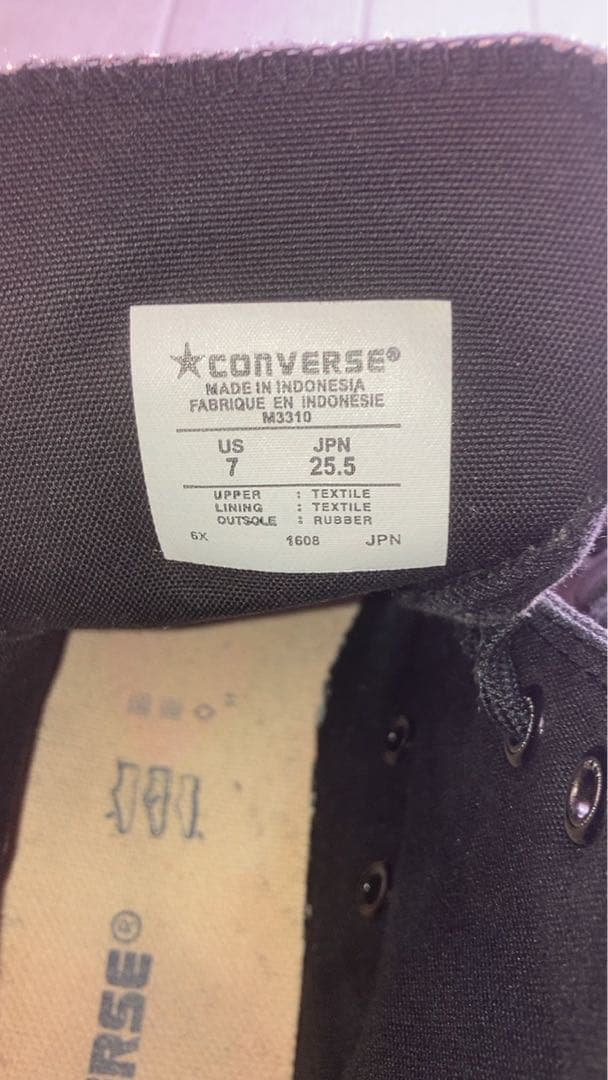 ★CONVERSE®
MADE IN INDONESIA
FABRIQUE EN INDONESIE
M3310
US JPN
7 25.5
UPPER : TEXTILE
LINING : TEXTILE
OUTSOLE : RUBBER
6X 1608 JPN
RSE®